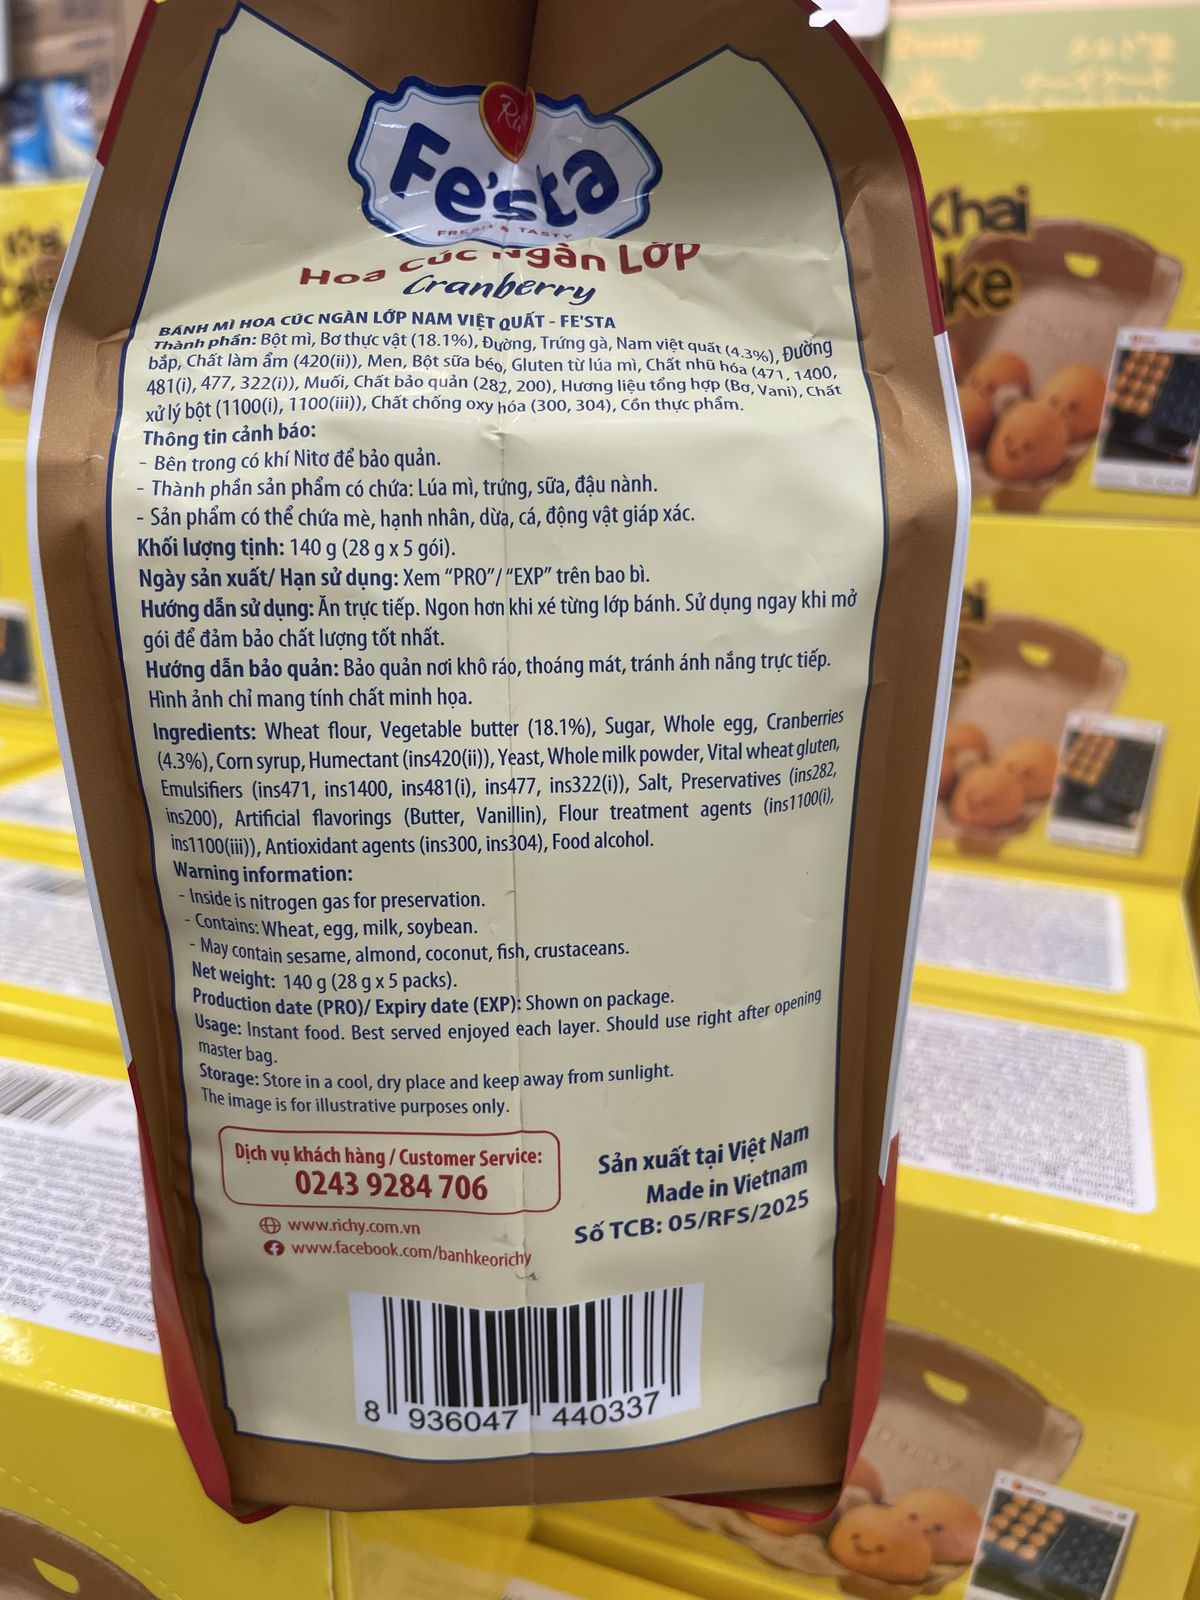 Fe'sta
FRESH & TASTY
Hoa Cúc Ngàn Lớp
Cranberry
BÁNH MÌ HOA CÚC NGÀN LỚP NAM VIỆT QUẤT - FE'STA
Thành phần: Bột mì, Bơ thực vật (18.1%), Đường, Trứng gà, Nam việt quất (4.3%), Đường
bắp, Chất làm ẩm (420(ii)), Men, Bột sữa béo, Gluten từ lúa mì, Chất nhũ hóa (471, 1400,
481(i), 477, 322(i)), Muối, Chất bảo quản (282, 200), Hương liệu tổng hợp (Bơ, Vani), Chất
xử lý bột (1100(i), 1100(iii)), Chất chống oxy hóa (300, 304), Cồn thực phẩm.
Thông tin cảnh báo:
- Bên trong có khí Nitơ để bảo quản.
- Thành phần sản phẩm có chứa: Lúa mì, trứng, sữa, đậu nành.
- Sản phẩm có thể chứa mè, hạnh nhân, dừa, cá, động vật giáp xác.
Khối lượng tịnh: 140 g (28 g x 5 gói).
Ngày sản xuất/ Hạn sử dụng: Xem "PRO"/ "EXP" trên bao bì.
Hướng dẫn sử dụng: Ăn trực tiếp. Ngon hơn khi xé từng lớp bánh. Sử dụng ngay khi mở
gói để đảm bảo chất lượng tốt nhất.
Hướng dẫn bảo quản: Bảo quản nơi khô ráo, thoáng mát, tránh ánh nắng trực tiếp.
Hình ảnh chỉ mang tính chất minh họa.
Ingredients: Wheat flour, Vegetable butter (18.1%), Sugar, Whole egg, Cranberries
(4.3%), Corn syrup, Humectant (ins420(ii)), Yeast, Whole milk powder, Vital wheat gluten,
Emulsifiers (ins471, ins1400, ins481(i), ins477, ins322(i)), Salt, Preservatives (ins282,
ins200), Artificial flavorings (Butter, Vanillin), Flour treatment agents (ins1100(i),
ins1100(iii)), Antioxidant agents (ins300, ins304), Food alcohol.
Warning information:
- Inside is nitrogen gas for preservation.
- Contains: Wheat, egg, milk, soybean.
- May contain sesame, almond, coconut, fish, crustaceans.
Net weight: 140 g (28 g x 5 packs).
Production date (PRO)/ Expiry date (EXP): Shown on package.
Usage: Instant food. Best served enjoyed each layer. Should use right after opening
master bag.
Storage: Store in a cool, dry place and keep away from sunlight.
The image is for illustrative purposes only.
Dịch vụ khách hàng / Customer Service:
0243 9284 706
www.richy.com.vn
www.facebook.com/banhkeorichy
Sản xuất tại Việt Nam
Made in Vietnam
Số TCB: 05/RFS/2025
8 936047 440337
Khai